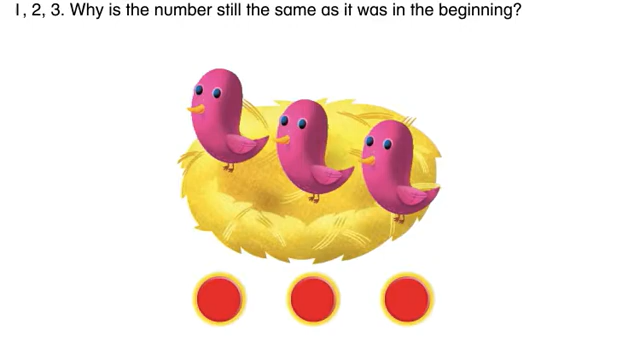 1, 2, 3. Why is the number still the same as it was in the beginning?